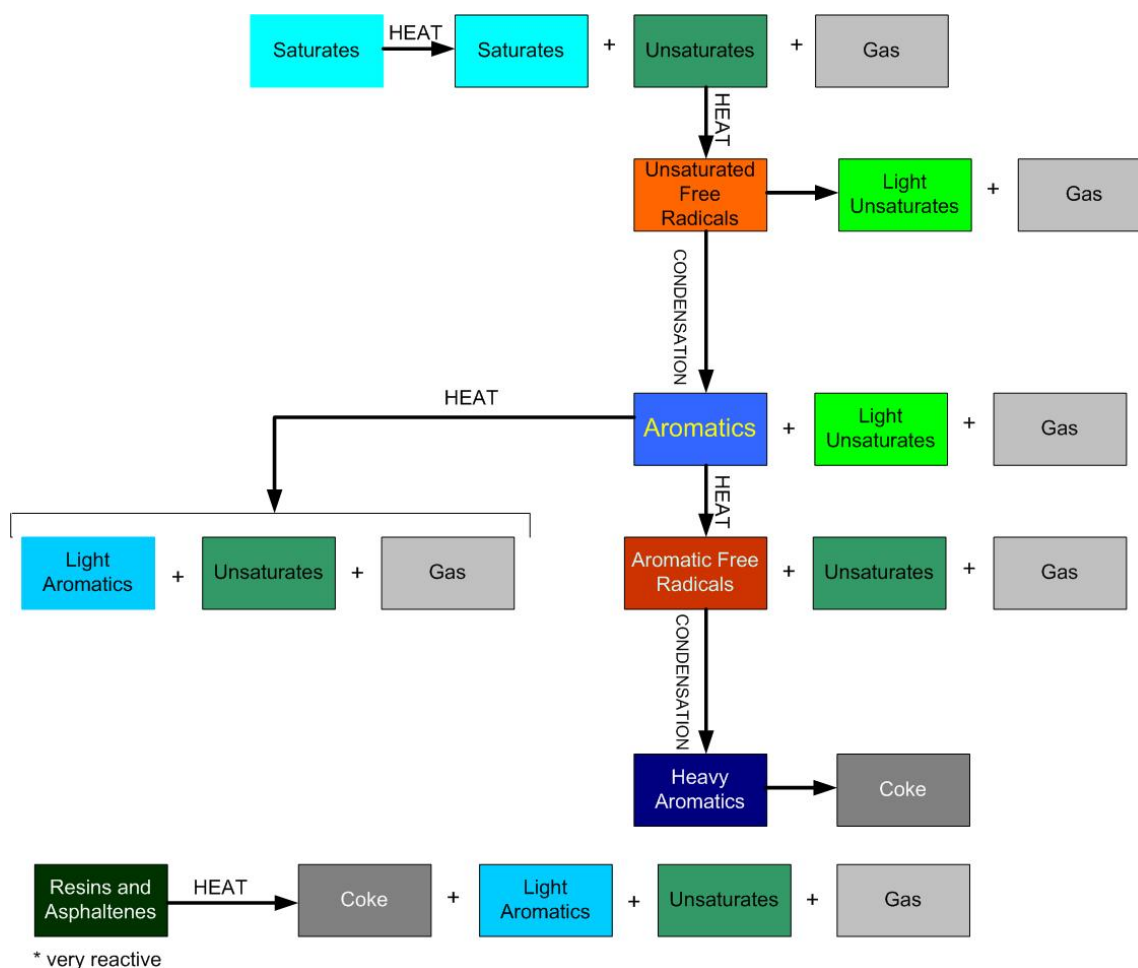 HEAT
Saturates
Saturates
+
Unsaturates
+
Gas
HEAT
Unsaturated
Free
Radicals
Light
Unsaturates
+
Gas
CONDENSATION
HEAT
Aromatics
+
Light
Unsaturates
+
Gas
HEAT
Light
Aromatics
+
Unsaturates
+
Gas
Aromatic Free
Radicals
+
Unsaturates
+
Gas
CONDENSATION
Heavy
Aromatics
Coke
Resins and
Asphaltenes
HEAT
Coke
+
Light
Aromatics
+
Unsaturates
+
Gas
* very reactive